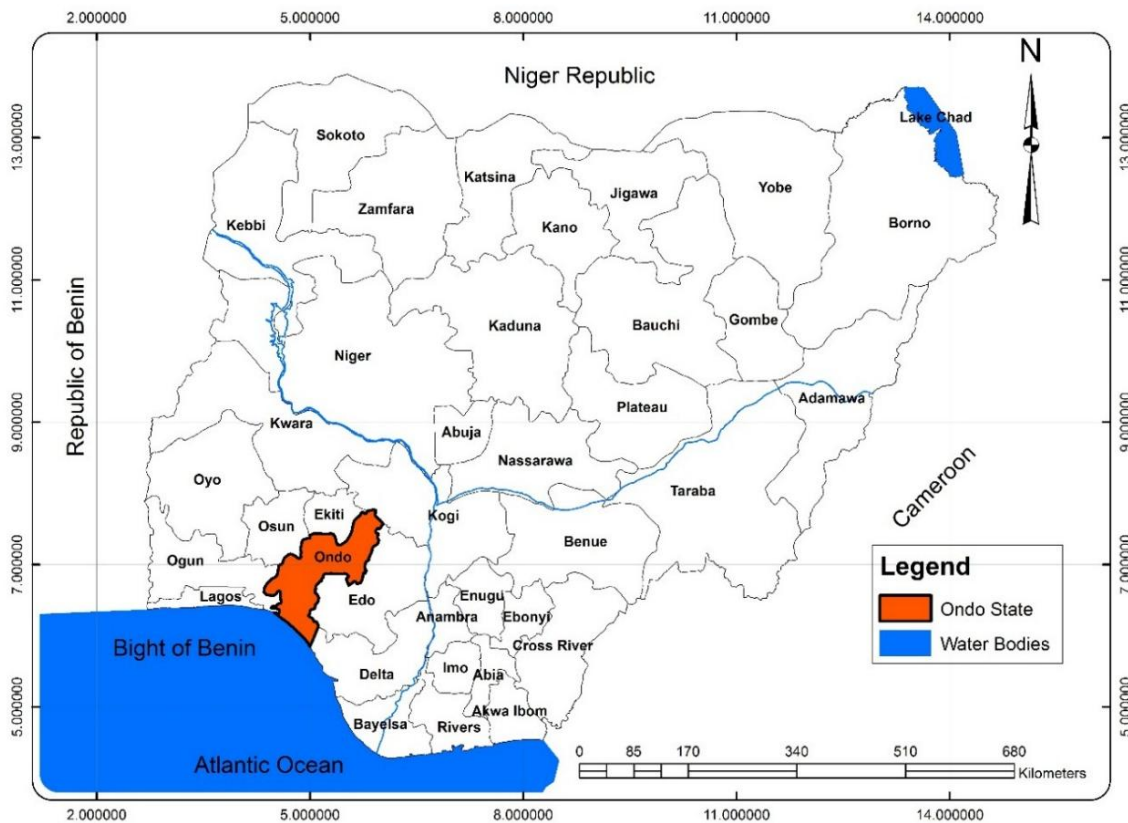 2.000000 5.000000 8.000000 11.000000 14.000000
N
Niger Republic
Lake Chad
13.000000 13.000000
Sokoto
Katsina
Jigawa
Yobe
Zamfara
Kebbi
Kano
Borno
11.000000 11.000000
Republic of Benin
Kaduna
Bauchi
Gombe
Niger
Adamawa
Plateau
9.000000 9.000000
Kwara
Abuja
Nassarawa
Oyo
Taraba
Cameroon
Kogi
Ekiti
Osun
Benue
Ogun
Ondo
7.000000 7.000000
Legend
Ondo State
Water Bodies
Lagos
Edo
Enugu
Anambra
Ebonyi
Cross River
Bight of Benin
Delta
Imo
Abia
5.000000 5.000000
Akwa Ibom
Bayelsa
Rivers
Atlantic Ocean
0 85 170 340 510 680
Kilometers
2.000000 5.000000 8.000000 11.000000 14.000000